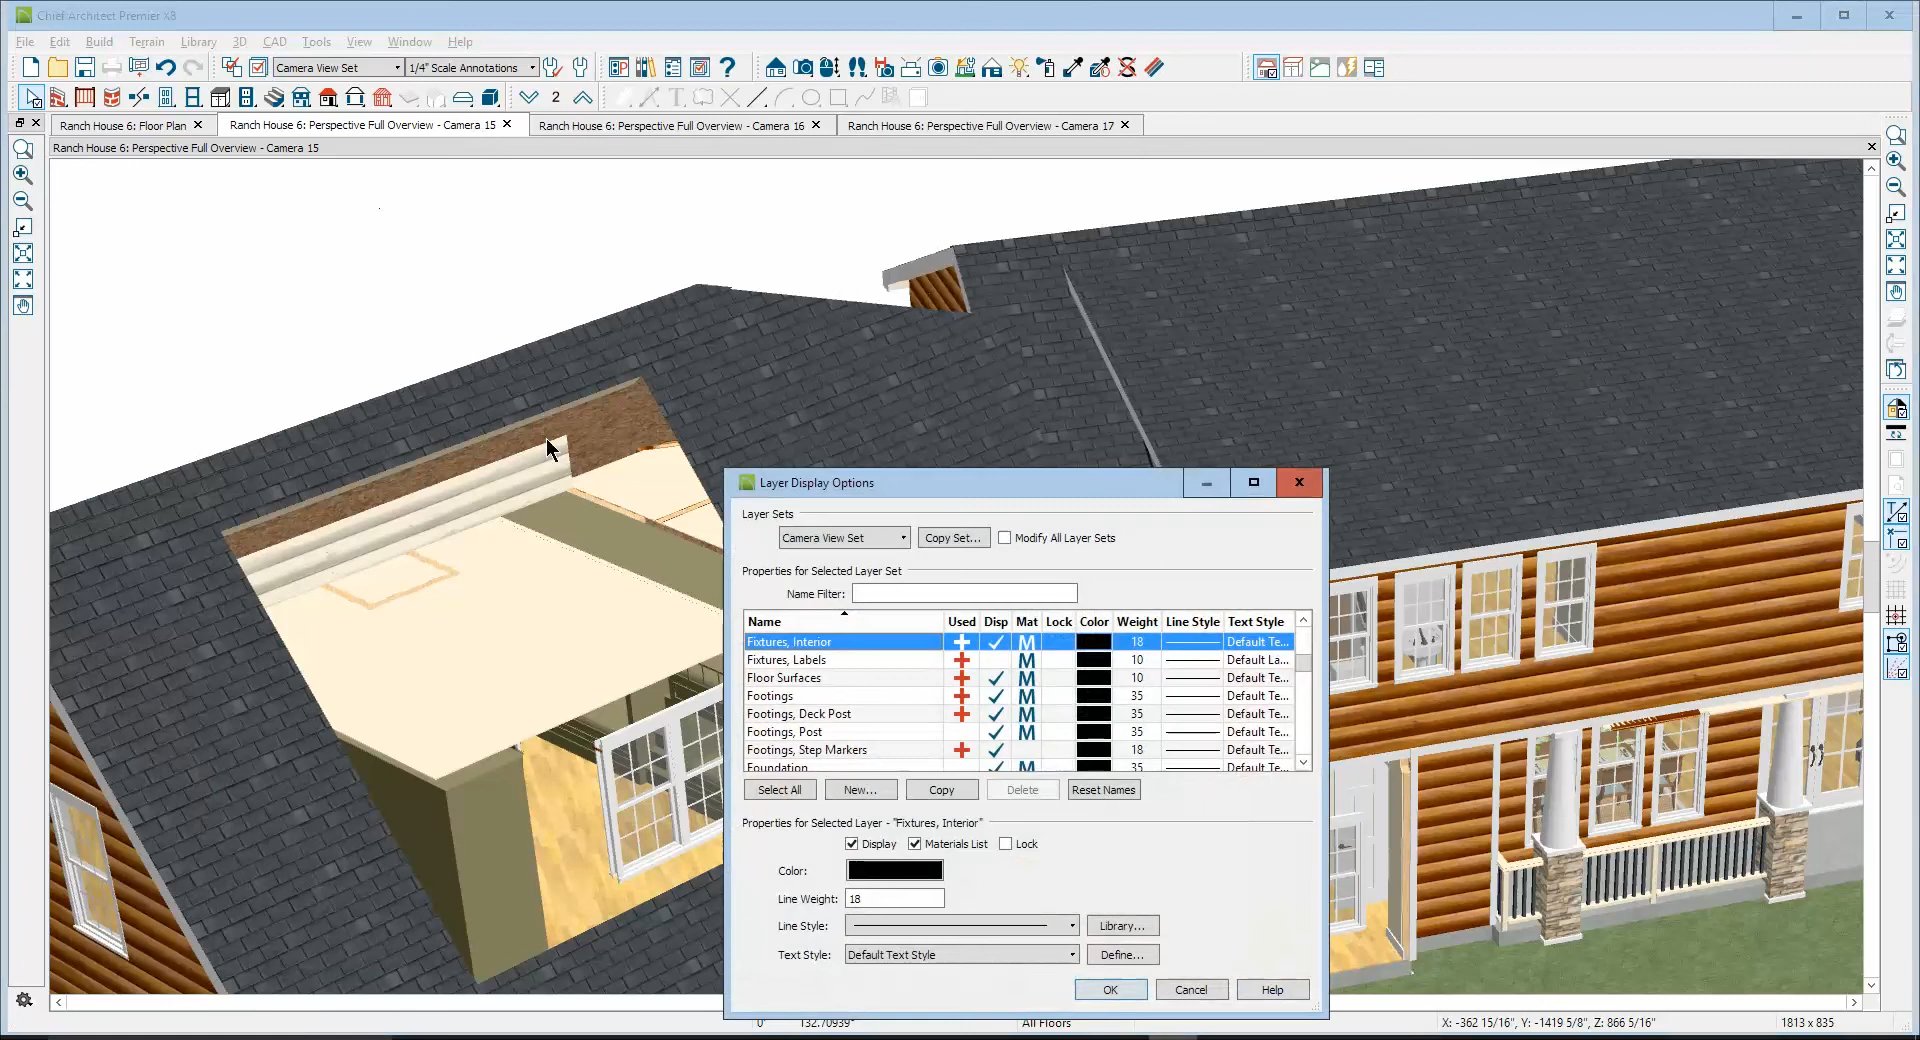 Chief Architect Premier X8
File Edit Build Terrain Library 3D CAD Tools View Window Help
Camera View Set 1/4" Scale Annotations
2
Ranch House 6: Floor Plan Ranch House 6: Perspective Full Overview - Camera 15 Ranch House 6: Perspective Full Overview - Camera 16 Ranch House 6: Perspective Full Overview - Camera 17
Ranch House 6: Perspective Full Overview - Camera 15
Layer Display Options
Layer Sets
Camera View Set Copy Set... Modify All Layer Sets
Properties for Selected Layer Set
Name Filter:
Name Used Disp Mat Lock Color Weight Line Style Text Style
Fixtures, Interior M 18 Default Te...
Fixtures, Labels M 10 Default La...
Floor Surfaces M 10 Default Te...
Footings M 35 Default Te...
Footings, Deck Post M 35 Default Te...
Footings, Post M 35 Default Te...
Footings, Step Markers 18 Default Te...
Foundation M 35 Default Te...
Select All New... Copy Delete Reset Names
Properties for Selected Layer - "Fixtures, Interior"
Display Materials List Lock
Color:
Line Weight: 18
Line Style: Library...
Text Style: Default Text Style Define...
OK Cancel Help
0° 132.70939° All Floors X: -362 15/16", Y: -1419 5/8", Z: 866 5/16" 1813 x 835